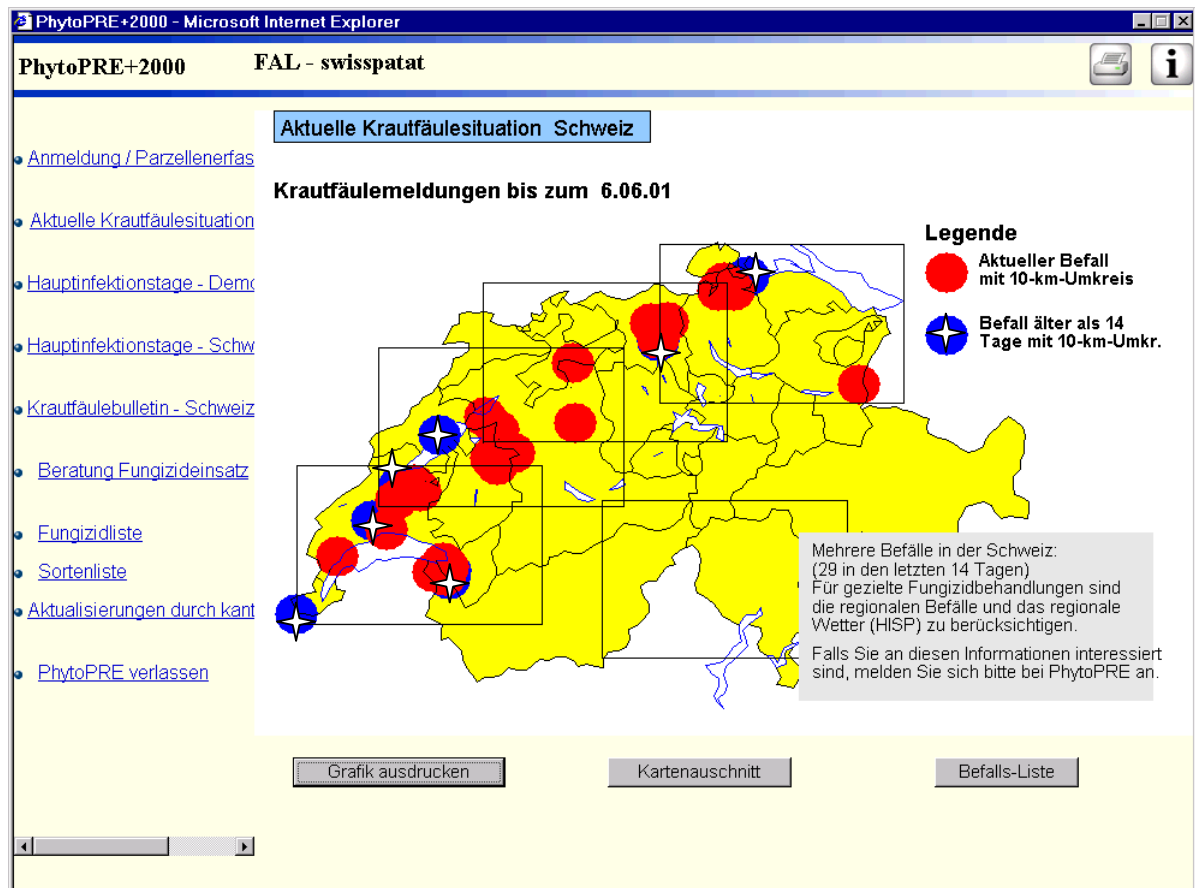 PhytoPRE+2000 - Microsoft Internet Explorer
PhytoPRE+2000
FAL - swisspatat
Anmeldung / Parzellenerfas
Aktuelle Krautfäulesituation
Hauptinfektionstage - Demo
Hauptinfektionstage - Schw
Krautfäulebulletin - Schweiz
Beratung Fungizideinsatz
Fungizidliste
Sortenliste
Aktualisierungen durch kant
PhytoPRE verlassen
Aktuelle Krautfäulesituation Schweiz
Krautfäulemeldungen bis zum 6.06.01
Legende
Aktueller Befall
mit 10-km-Umkreis
Befall älter als 14
Tage mit 10-km-Umkr.
Mehrere Befälle in der Schweiz:
(29 in den letzten 14 Tagen)
Für gezielte Fungizidbehandlungen sind
die regionalen Befälle und das regionale
Wetter (HISP) zu berücksichtigen.
Falls Sie an diesen Informationen interessiert
sind, melden Sie sich bitte bei PhytoPRE an.
Grafik ausdrucken
Kartenauschnitt
Befalls-Liste